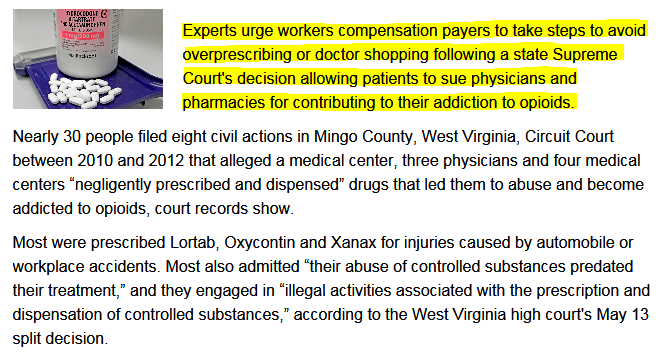 HYDROCODONE
BITARTRATE
Experts urge workers compensation payers to take steps to avoid
overprescribing or doctor shopping following a state Supreme
Court's decision allowing patients to sue physicians and
pharmacies for contributing to their addiction to opioids.
Nearly 30 people filed eight civil actions in Mingo County, West Virginia, Circuit Court
between 2010 and 2012 that alleged a medical center, three physicians and four medical
centers “negligently prescribed and dispensed” drugs that led them to abuse and become
addicted to opioids, court records show.
Most were prescribed Lortab, Oxycontin and Xanax for injuries caused by automobile or
workplace accidents. Most also admitted “their abuse of controlled substances predated
their treatment,” and they engaged in “illegal activities associated with the prescription and
dispensation of controlled substances,” according to the West Virginia high court's May 13
split decision.